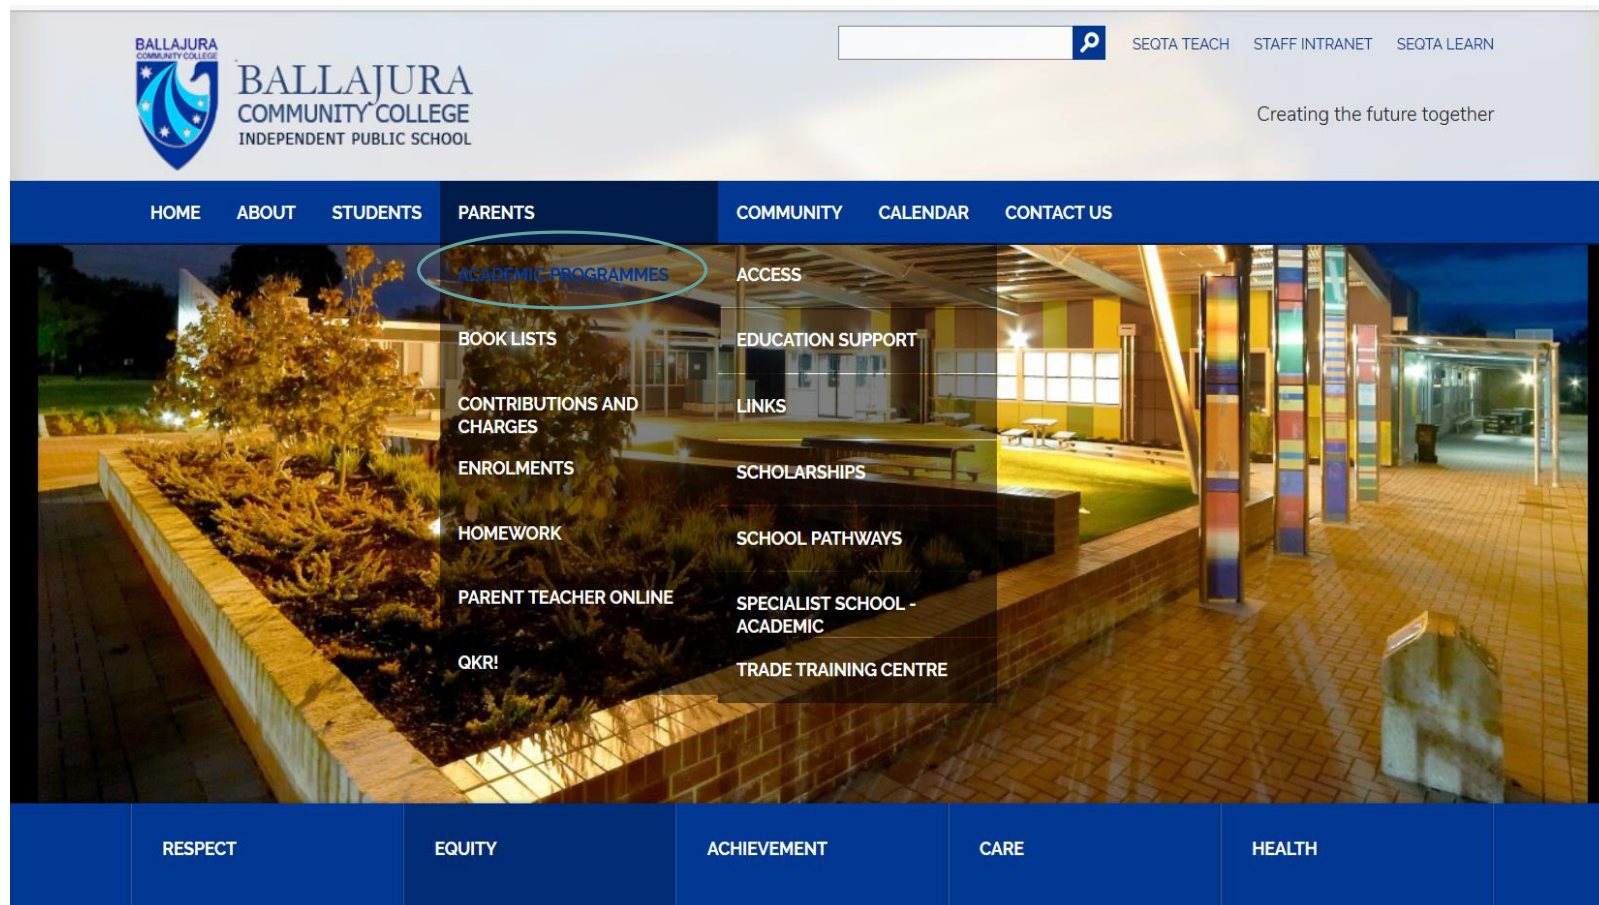 BALLAJURA
COMMUNITY COLLEGE
BALLAJURA
COMMUNITY COLLEGE
INDEPENDENT PUBLIC SCHOOL
SEQTA TEACH STAFF INTRANET SEQTA LEARN
Creating the future together
HOME ABOUT STUDENTS PARENTS COMMUNITY CALENDAR CONTACT US
ACADEMIC PROGRAMMES
BOOK LISTS
CONTRIBUTIONS AND
CHARGES
ENROLMENTS
HOMEWORK
PARENT TEACHER ONLINE
QKR!
ACCESS
EDUCATION SUPPORT
LINKS
SCHOLARSHIPS
SCHOOL PATHWAYS
SPECIALIST SCHOOL -
ACADEMIC
TRADE TRAINING CENTRE
RESPECT EQUITY ACHIEVEMENT CARE HEALTH